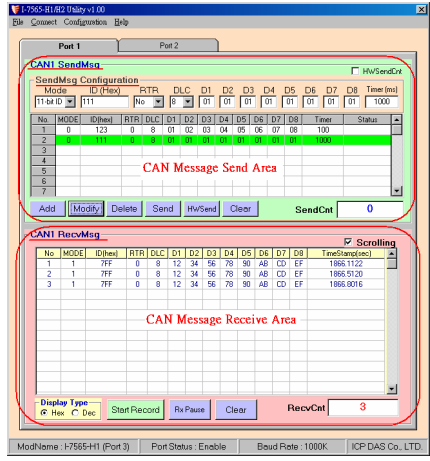 I-7565-H1/H2 Utility v1.00
File Connect Configuration Help
Port 1 Port 2
CAN1 SendMsg
HWSendCnt
SendMsg Configuration
Mode ID (Hex) RTR DLC D1 D2 D3 D4 D5 D6 D7 D8 Timer (ms)
11-bit ID 111 No 8 01 01 01 01 01 01 01 01 1000
No. MODE ID(hex) RTR DLC D1 D2 D3 D4 D5 D6 D7 D8 Timer Status
1 0 123 0 8 01 02 03 04 05 06 07 08 100
2 0 111 0 8 01 01 01 01 01 01 01 01 1000
3
4
5
6
7
CAN Message Send Area
Add Modify Delete Send HWSend Clear SendCnt 0
CAN1 RecvMsg
Scrolling
No MODE ID(hex) RTR DLC D1 D2 D3 D4 D5 D6 D7 D8 TimeStamp(sec)
1 1 7FF 0 8 12 34 56 78 90 AB CD EF 1866.1122
2 1 7FF 0 8 12 34 56 78 90 AB CD EF 1866.5120
3 1 7FF 0 8 12 34 56 78 90 AB CD EF 1866.8016
CAN Message Receive Area
Display Type
Hex Dec Start Record Rx Pause Clear RecvCnt 3
ModName : I-7565-H1 (Port 3) Port Status : Enable Baud Rate : 1000K ICP DAS Co., LTD.